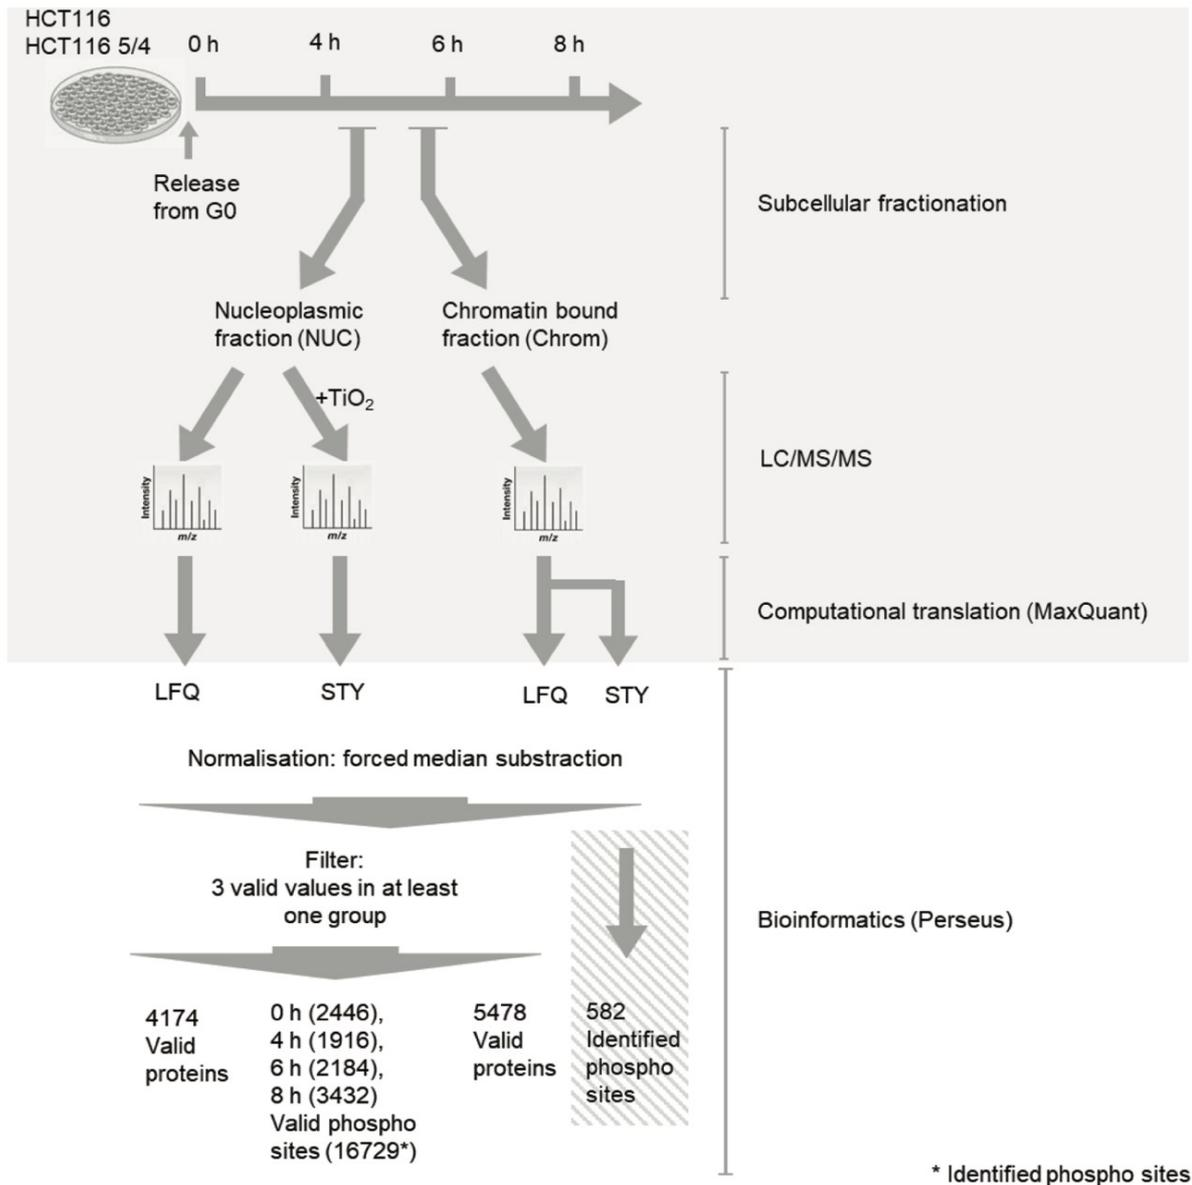 HCT116
HCT116 5/4
0 h
4 h
6 h
8 h
Release
from G0
Subcellular fractionation
Nucleoplasmic
fraction (NUC)
Chromatin bound
fraction (Chrom)
+TiO2
LC/MS/MS
Intensity
m/z
Intensity
m/z
Intensity
m/z
Computational translation (MaxQuant)
LFQ
STY
LFQ
STY
Normalisation: forced median substraction
Filter:
3 valid values in at least
one group
Bioinformatics (Perseus)
4174
Valid
proteins
0 h (2446),
4 h (1916),
6 h (2184),
8 h (3432)
Valid phospho
sites (16729*)
5478
Valid
proteins
582
Identified
phospho
sites
* Identified phospho sites